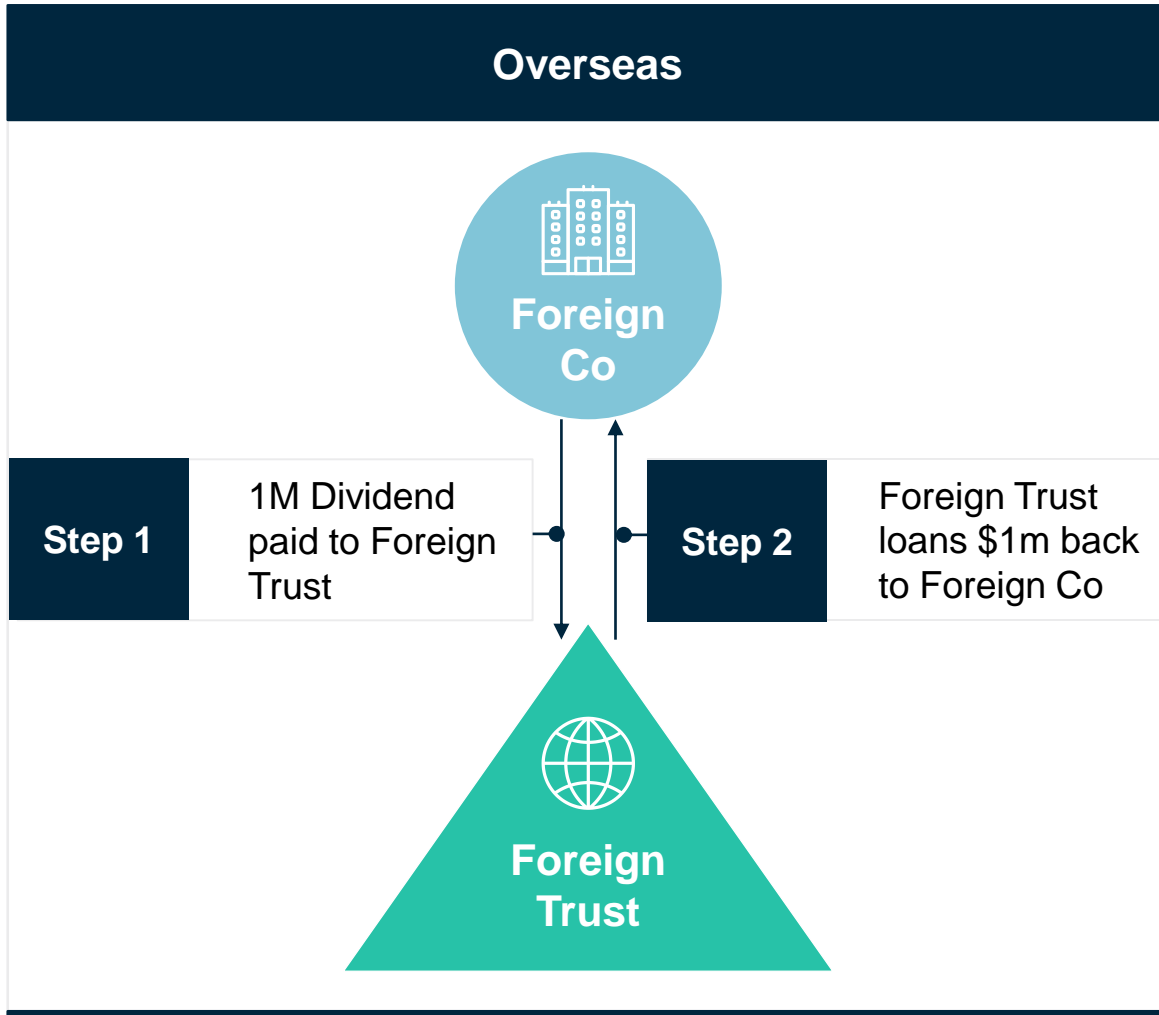 Overseas
Foreign
Co
Step 1
1M Dividend
paid to Foreign
Trust
Step 2
Foreign Trust
loans $1m back
to Foreign Co
Foreign
Trust